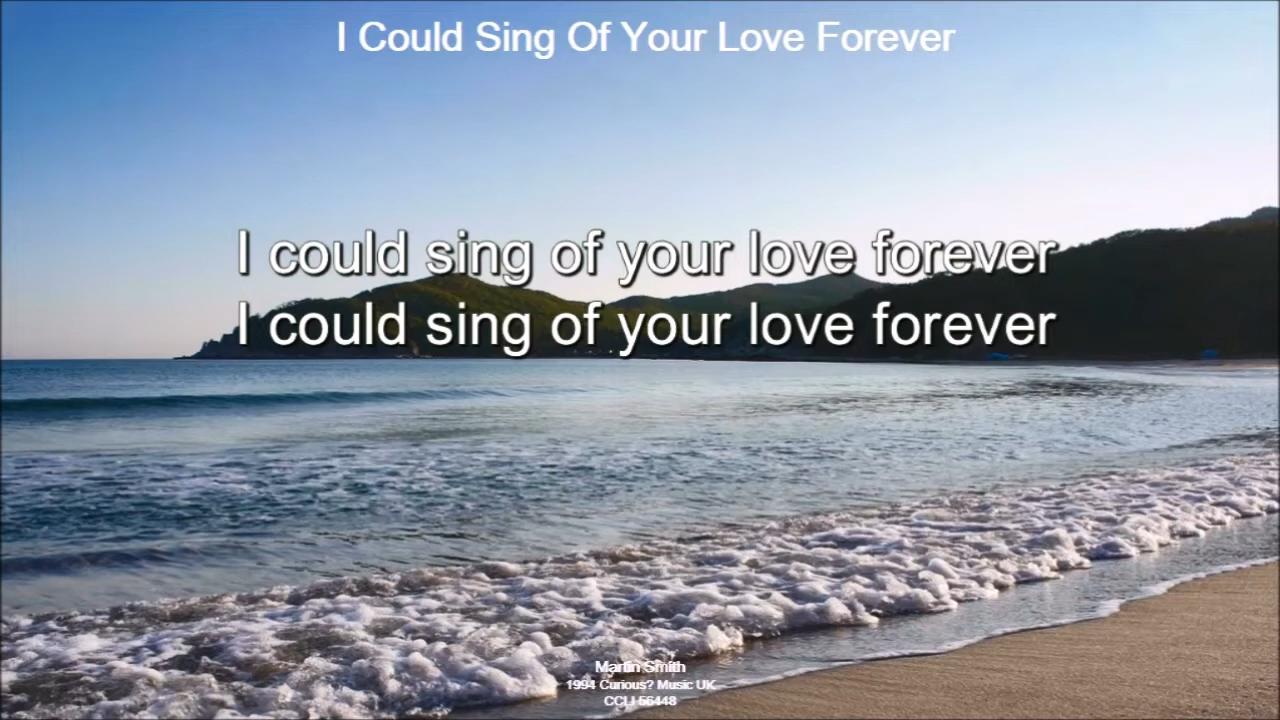 I Could Sing Of Your Love Forever
I could sing of your love forever
I could sing of your love forever
Martin Smith
1994 Curious? Music UK
CCLI 56448